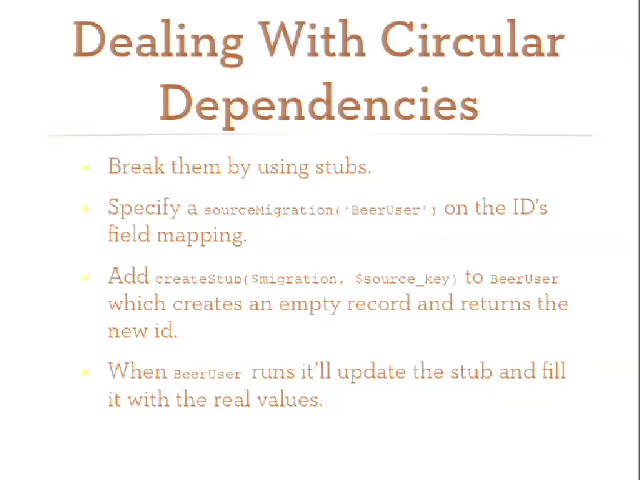 Dealing With Circular
Dependencies
Break them by using stubs.
Specify a sourceMigration('BeerUser') on the ID's
field mapping.
Add createStub($migration, $source_key) to BeerUser
which creates an empty record and returns the
new id.
When BeerUser runs it'll update the stub and fill
it with the real values.